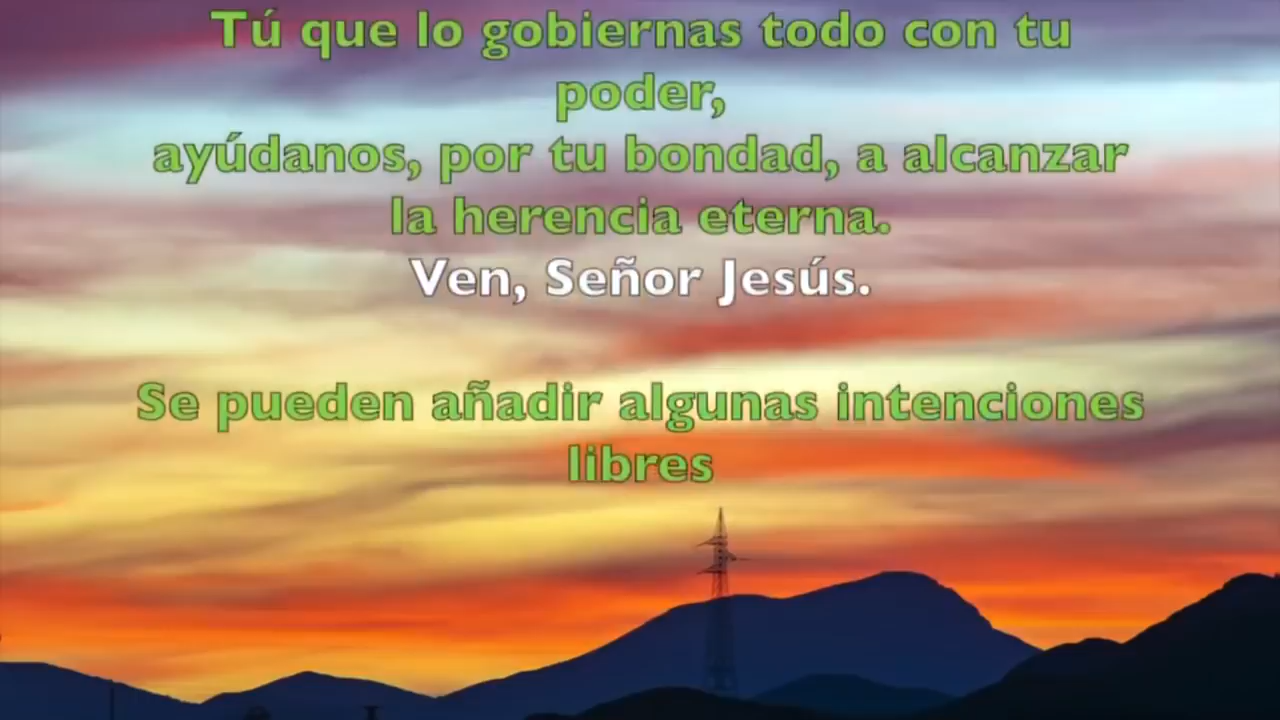 Tú que lo gobiernas todo con tu
poder,
ayúdanos, por tu bondad, a alcanzar
la herencia eterna.
Ven, Señor Jesús.
Se pueden añadir algunas intenciones
libres